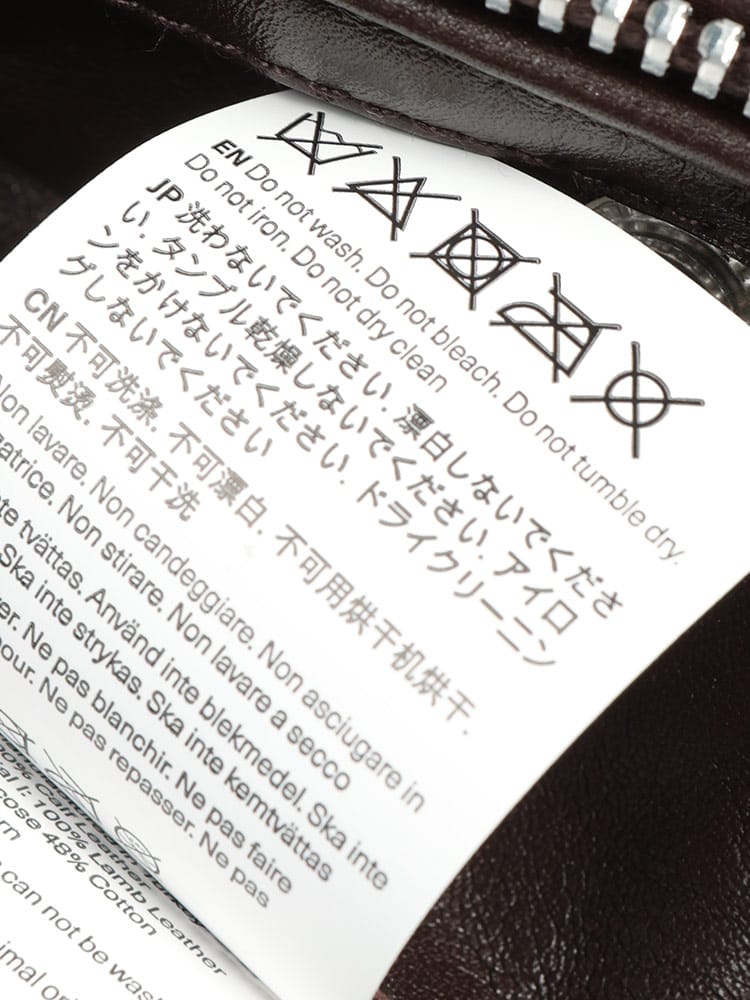 EN Do not wash. Do not bleach. Do not tumble dry.
Do not iron. Do not dry clean
JP 洗わないでください. 漂白しないでくださ
い. タンブル乾燥しないでください. アイロ
ンをかけないでください. ドライクリーニン
グしないでください
CN 不可洗涤. 不可漂白. 不可用烘干机烘干.
不可熨烫. 不可干洗
Non lavare. Non candeggiare. Non asciugare in
Non stirare. Non lavare a secco
tvättas. Använd inte blekmedel. Ska inte
Ska inte strykas. Ska inte kemtvättas
Ne pas blanchir. Ne pas faire
Ne pas repasser. Ne pas
100% Calf Leather
100% Lamb Leather
48% Cotton
can not be